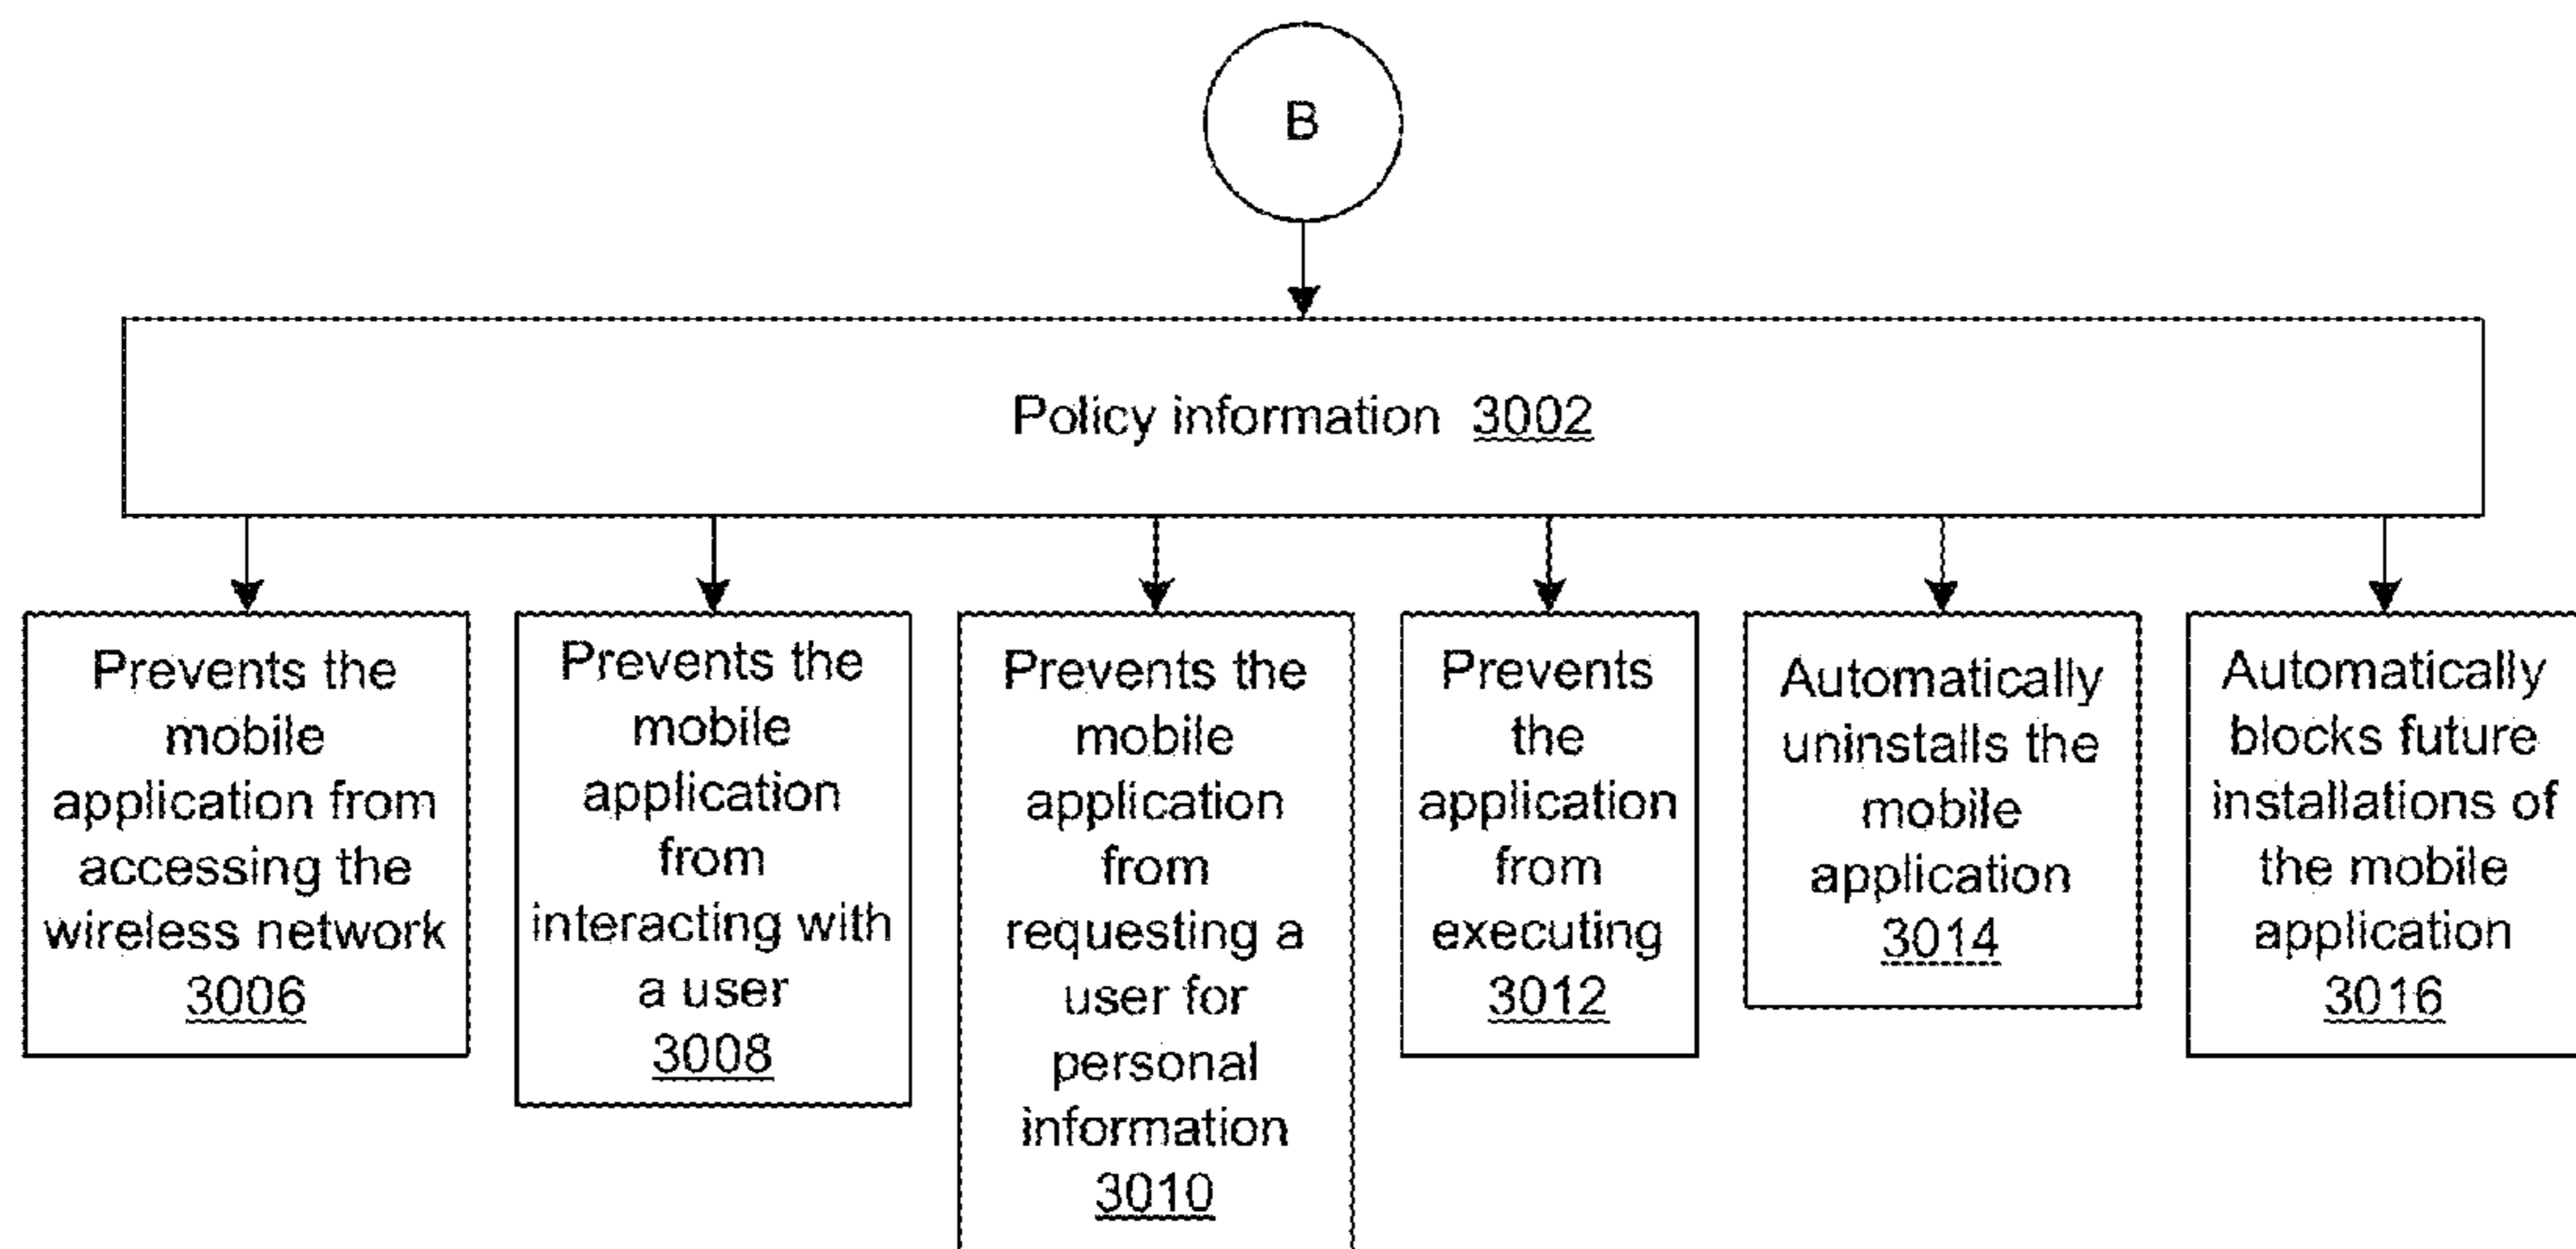 B
Policy information 3002
Prevents the
mobile
application from
accessing the
wireless network
3006
Prevents the
mobile
application
from
interacting with
a user
3008
Prevents the
mobile
application
from
requesting a
user for
personal
information
3010
Prevents
the
application
from
executing
3012
Automatically
uninstalls the
mobile
application
3014
Automatically
blocks future
installations of
the mobile
application
3016